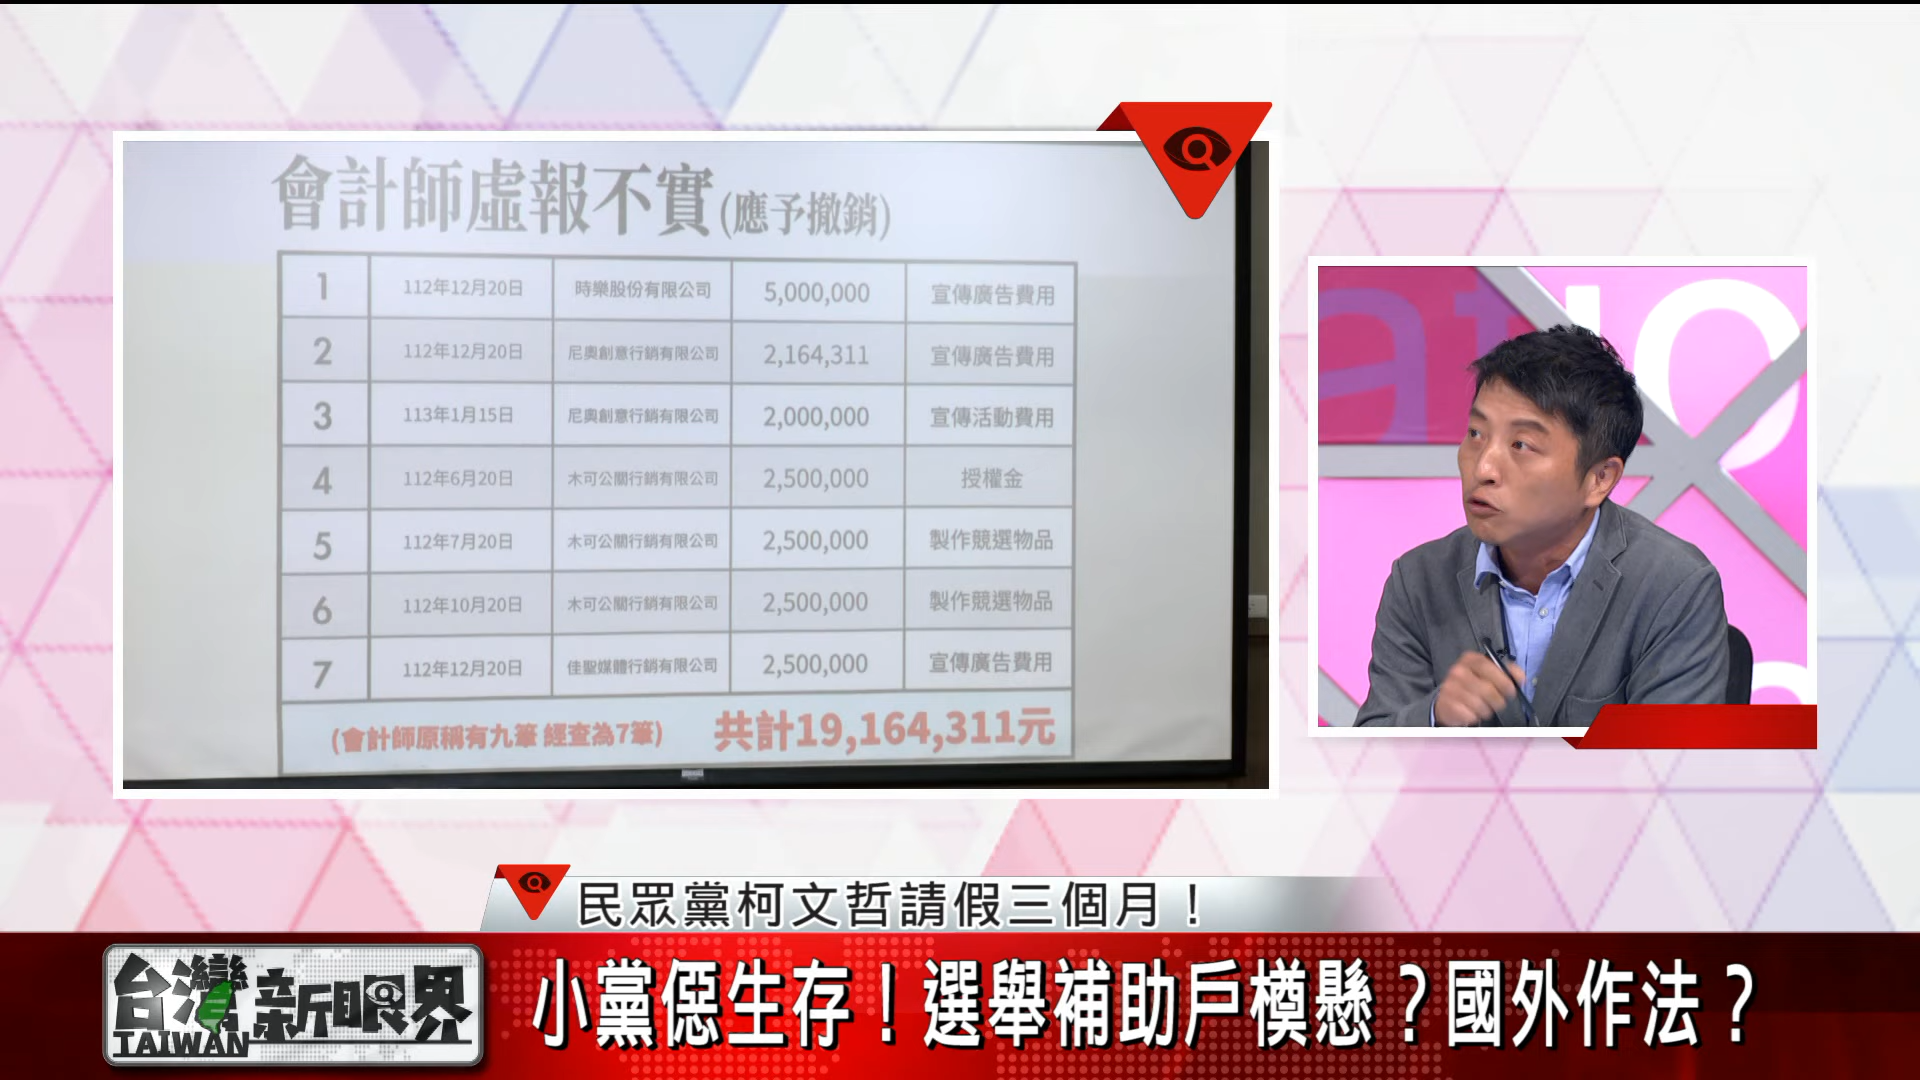 會計師虛報不實(應予撤銷)
1 112年12月20日 時樂股份有限公司 5,000,000 宣傳廣告費用
2 112年12月20日 尼奧創意行銷有限公司 2,164,311 宣傳廣告費用
3 113年1月15日 尼奧創意行銷有限公司 2,000,000 宣傳活動費用
4 112年6月20日 木可公關行銷有限公司 2,500,000 授權金
5 112年7月20日 木可公關行銷有限公司 2,500,000 製作競選物品
6 112年10月20日 木可公關行銷有限公司 2,500,000 製作競選物品
7 112年12月20日 佳聖媒體行銷有限公司 2,500,000 宣傳廣告費用
(會計師原稱有九筆 經查為7筆) 共計19,164,311元
民眾黨柯文哲請假三個月！
台灣新眼界
TAIWAN
小黨僫生存！選舉補助戶橂懸？國外作法？